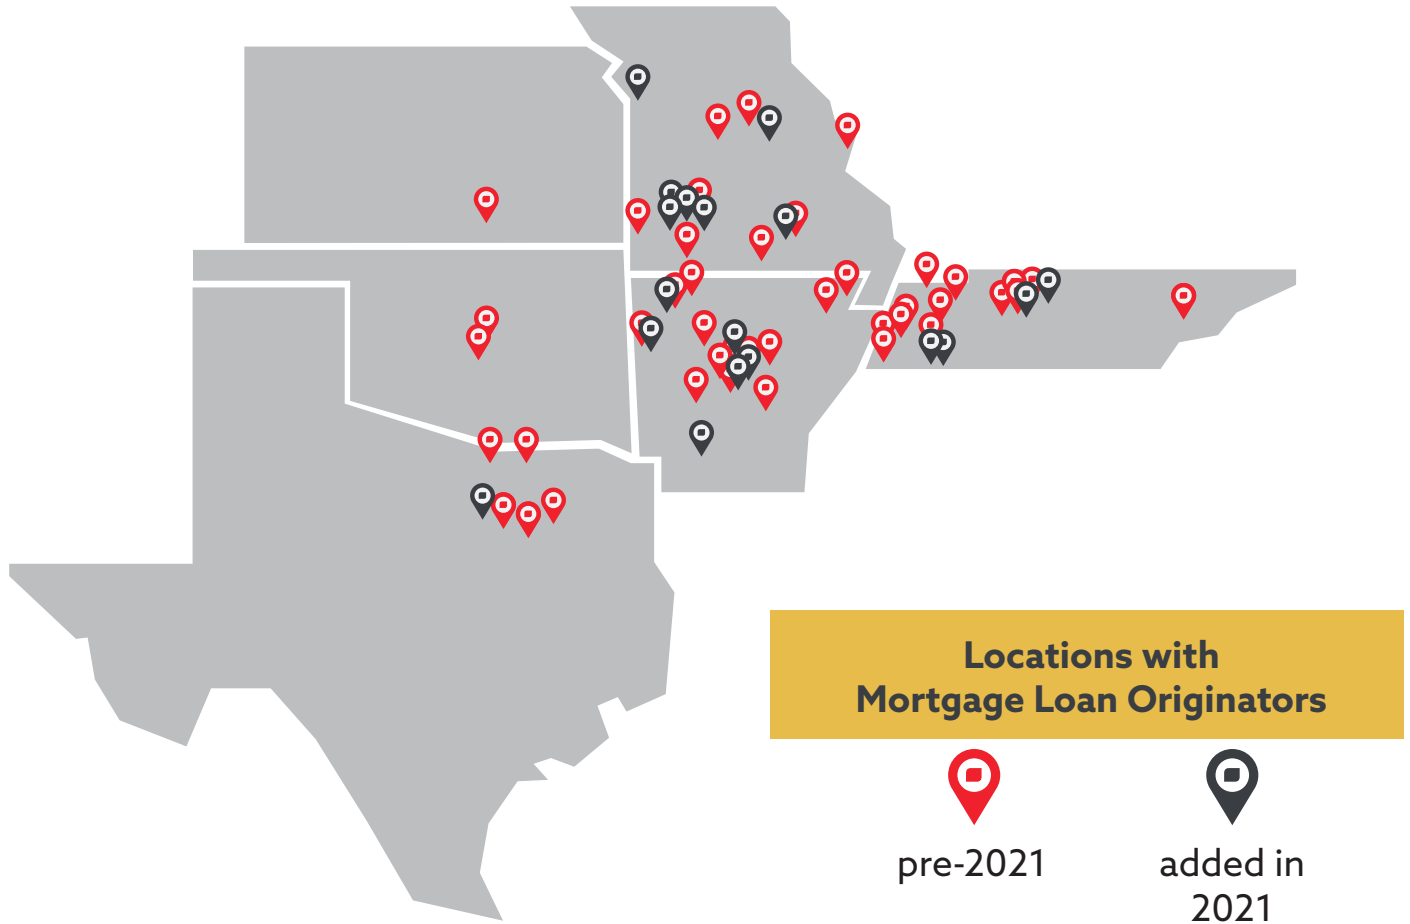 Locations with
Mortgage Loan Originators
pre-2021
added in
2021